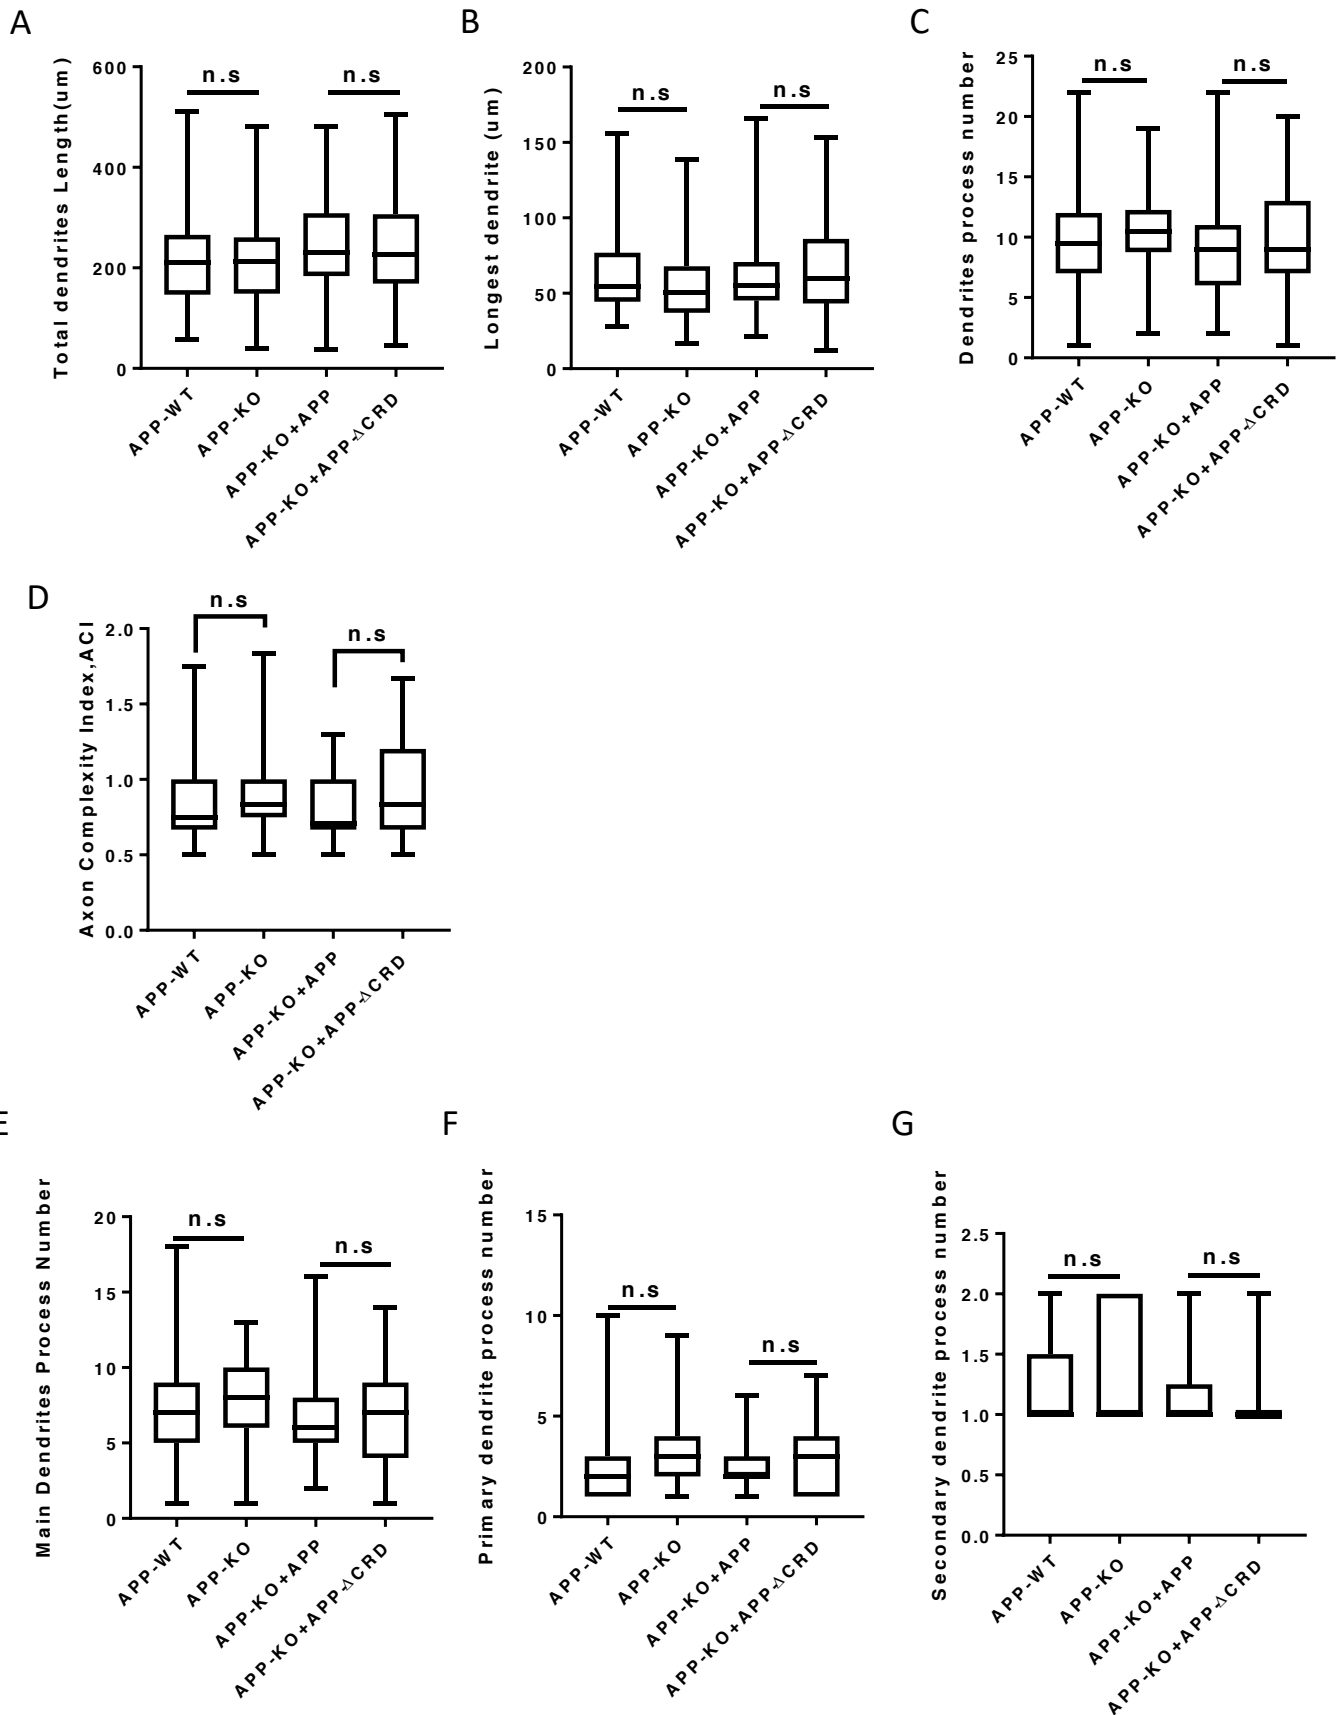 A
Total dendrites Length(um)
600
400
200
0
n.s
n.s
APP-WT
APP-KO
APP-KO+APP
APP-KO+APP-ΔCRD
B
Longest dendrite (um)
200
150
100
50
0
n.s
n.s
APP-WT
APP-KO
APP-KO+APP
APP-KO+APP-ΔCRD
C
Dendrites process number
25
20
15
10
5
0
n.s
n.s
APP-WT
APP-KO
APP-KO+APP
APP-KO+APP-ΔCRD
D
Axon Complexity Index,ACI
2.0
1.5
1.0
0.5
0.0
n.s
n.s
APP-WT
APP-KO
APP-KO+APP
APP-KO+APP-ΔCRD
E
Main Dendrites Process Number
20
15
10
5
0
n.s
n.s
APP-WT
APP-KO
APP-KO+APP
APP-KO+APP-ΔCRD
F
Primary dendrite process number
15
10
5
0
n.s
n.s
APP-WT
APP-KO
APP-KO+APP
APP-KO+APP-ΔCRD
G
Secondary dendrite process number
2.5
2.0
1.5
1.0
0.5
0.0
n.s
n.s
APP-WT
APP-KO
APP-KO+APP
APP-KO+APP-ΔCRD